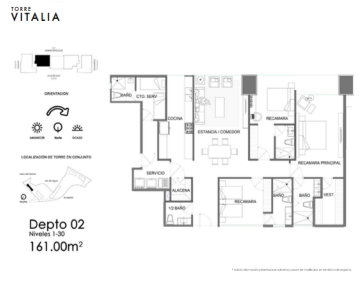 TORRE
VITALIA
ORIENTACIÓN
LOCALIZACIÓN DE TORRE EN CONJUNTO
Depto 02
Niveles 1-30
161.00m²
BAÑO
CTO. SERV
COCINA
ESTANCIA / COMEDOR
RECAMARA
RECAMARA PRINCIPAL
SERVICIO
ALACENA
1/2 BAÑO
RECAMARA
BAÑO
BAÑO
VEST.